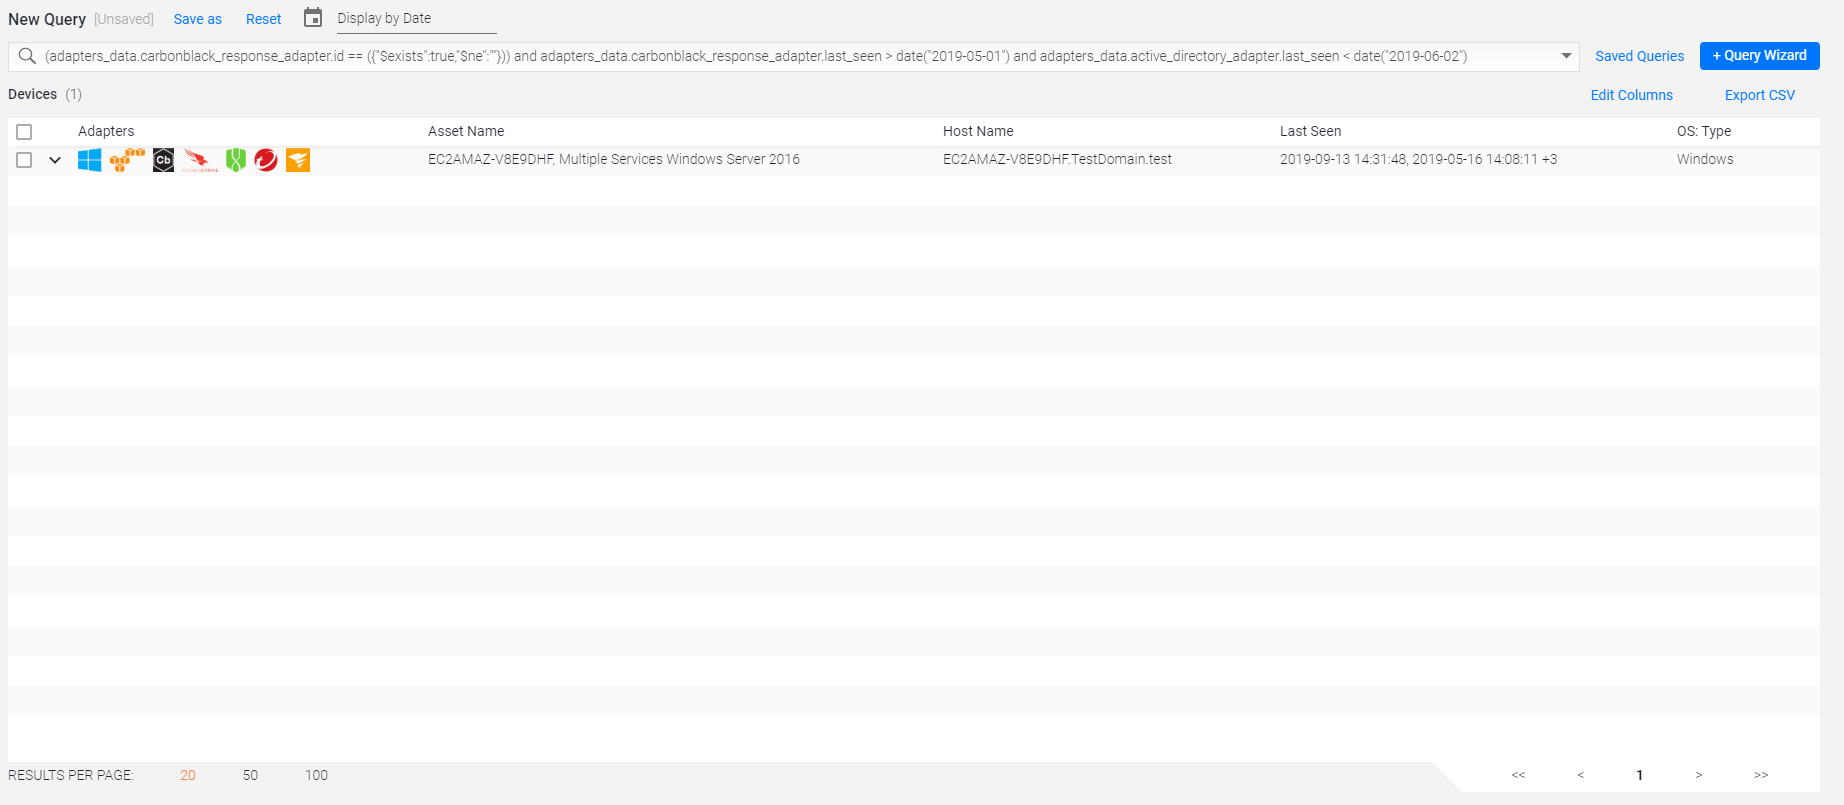 New Query [Unsaved] Save as Reset Display by Date
(adapters_data.carbonblack_response_adapter.id == ({"$exists":true,"$ne":""})) and adapters_data.carbonblack_response_adapter.last_seen > date("2019-05-01") and adapters_data.active_directory_adapter.last_seen < date("2019-06-02") Saved Queries + Query Wizard
Devices (1) Edit Columns Export CSV
Adapters Asset Name Host Name Last Seen OS: Type
Cb CROWDSTRIKE EC2AMAZ-V8E9DHF, Multiple Services Windows Server 2016 EC2AMAZ-V8E9DHF.TestDomain.test 2019-09-13 14:31:48, 2019-05-16 14:08:11 +3 Windows
RESULTS PER PAGE: 20 50 100 << < 1 > >>